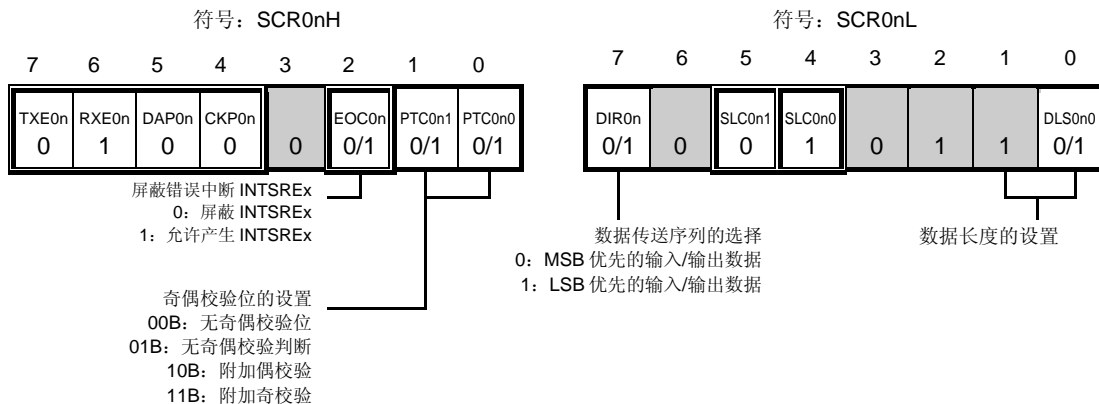 符号：SCR0nH
7 6 5 4 3 2 1 0
TXE0n RXE0n DAP0n CKP0n EOC0n PTC0n1 PTC0n0
0 1 0 0 0 0/1 0/1 0/1
屏蔽错误中断 INTSREx
0：屏蔽 INTSREx
1：允许产生 INTSREx
奇偶校验位的设置
00B：无奇偶校验位
01B：无奇偶校验判断
10B：附加偶校验
11B：附加奇校验
符号：SCR0nL
7 6 5 4 3 2 1 0
DIR0n SLC0n1 SLC0n0 DLS0n0
0/1 0 0 1 0 1 1 0/1
数据传送序列的选择
0：MSB 优先的输入/输出数据
1：LSB 优先的输入/输出数据
数据长度的设置